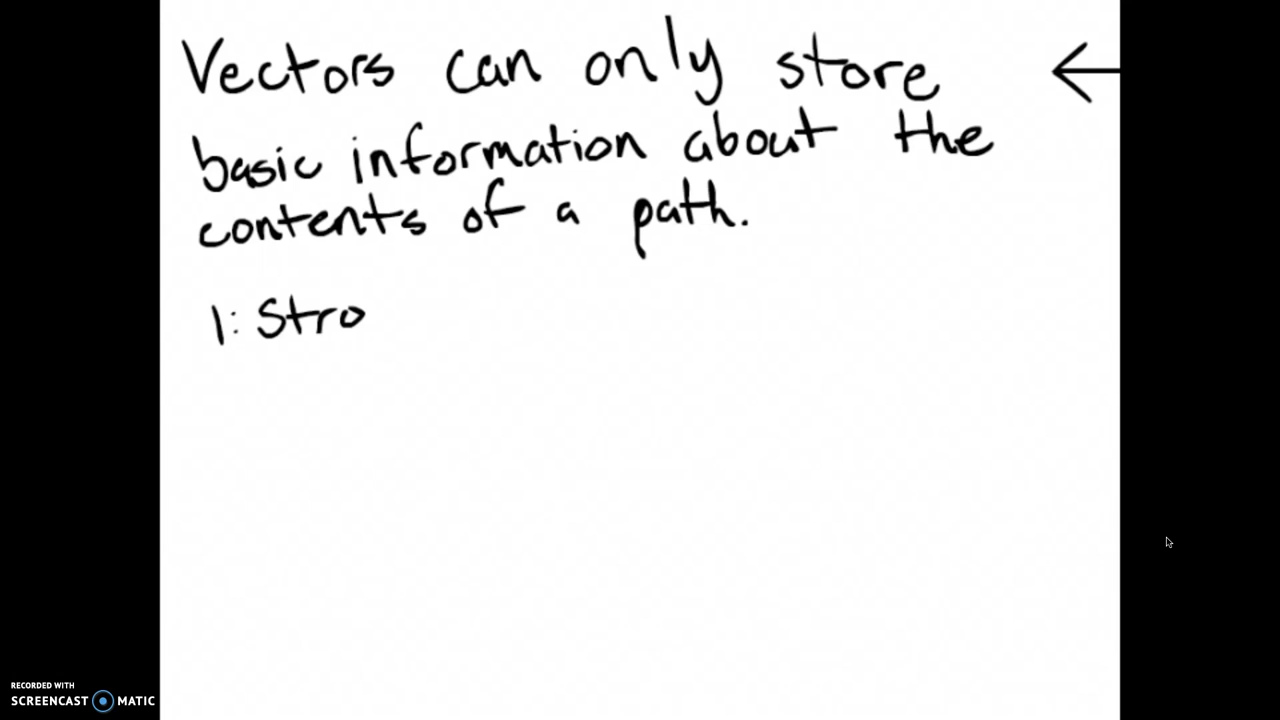 Vectors can only store
basic information about the
contents of a path.
1: Stro
RECORDED WITH
SCREENCAST MATIC